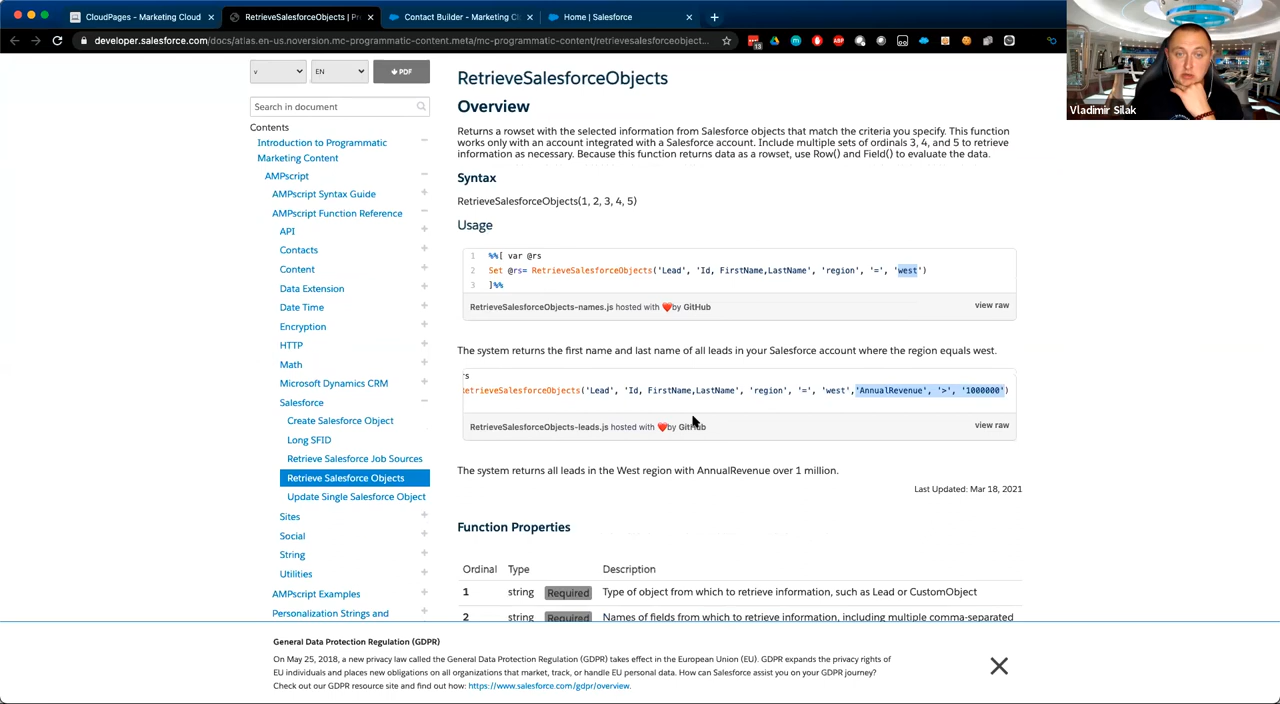 CloudPages - Marketing Cloud
RetrieveSalesforceObjects | Pr
Contact Builder - Marketing C
Home | Salesforce
developer.salesforce.com/docs/atlas.en-us.noversion.mc-programmatic-content.meta/mc-programmatic-content/retrievesalesforceobject...
13
ABP
Vladimir Silak
v
EN
PDF
Search in document
Contents
Introduction to Programmatic
Marketing Content
AMPscript
AMPscript Syntax Guide
AMPscript Function Reference
API
Contacts
Content
Data Extension
Date Time
Encryption
HTTP
Math
Microsoft Dynamics CRM
Salesforce
Create Salesforce Object
Long SFID
Retrieve Salesforce Job Sources
Retrieve Salesforce Objects
Update Single Salesforce Object
Sites
Social
String
Utilities
AMPscript Examples
Personalization Strings and
RetrieveSalesforceObjects
Overview
Returns a rowset with the selected information from Salesforce objects that match the criteria you specify. This function
works only with an account integrated with a Salesforce account. Include multiple sets of ordinals 3, 4, and 5 to retrieve
information as necessary. Because this function returns data as a rowset, use Row() and Field() to evaluate the data.
Syntax
RetrieveSalesforceObjects(1, 2, 3, 4, 5)
Usage
1 %%[ var @rs
2 Set @rs= RetrieveSalesforceObjects('Lead', 'Id, FirstName,LastName', 'region', '=', 'west')
3 ]%%
RetrieveSalesforceObjects-names.js hosted with ❤ by GitHub
view raw
The system returns the first name and last name of all leads in your Salesforce account where the region equals west.
rs
RetrieveSalesforceObjects('Lead', 'Id, FirstName,LastName', 'region', '=', 'west','AnnualRevenue', '>', '1000000')
RetrieveSalesforceObjects-leads.js hosted with ❤ by GitHub
view raw
The system returns all leads in the West region with AnnualRevenue over 1 million.
Last Updated: Mar 18, 2021
Function Properties
Ordinal Type Description
1 string Required Type of object from which to retrieve information, such as Lead or CustomObject
2 string Required Names of fields from which to retrieve information, including multiple comma-separated
General Data Protection Regulation (GDPR)
On May 25, 2018, a new privacy law called the General Data Protection Regulation (GDPR) takes effect in the European Union (EU). GDPR expands the privacy rights of
EU individuals and places new obligations on all organizations that market, track, or handle EU personal data. How can Salesforce assist you on your GDPR journey?
Check out our GDPR resource site and find out how: https://www.salesforce.com/gdpr/overview.